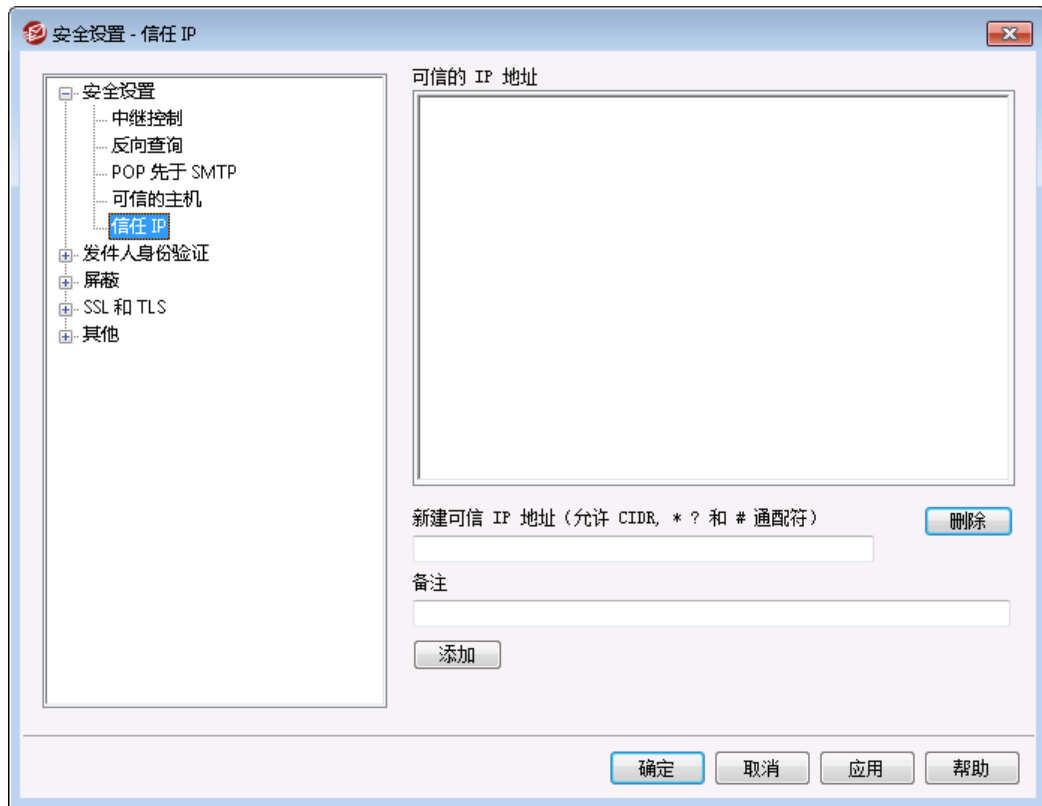 安全设置 - 信任 IP
安全设置
中继控制
反向查询
POP 先于 SMTP
可信的主机
信任 IP
发件人身份验证
屏蔽
SSL 和 TLS
其他
可信的 IP 地址
新建可信 IP 地址（允许 CIDR, * ? 和 # 通配符）
删除
备注
添加
确定
取消
应用
帮助